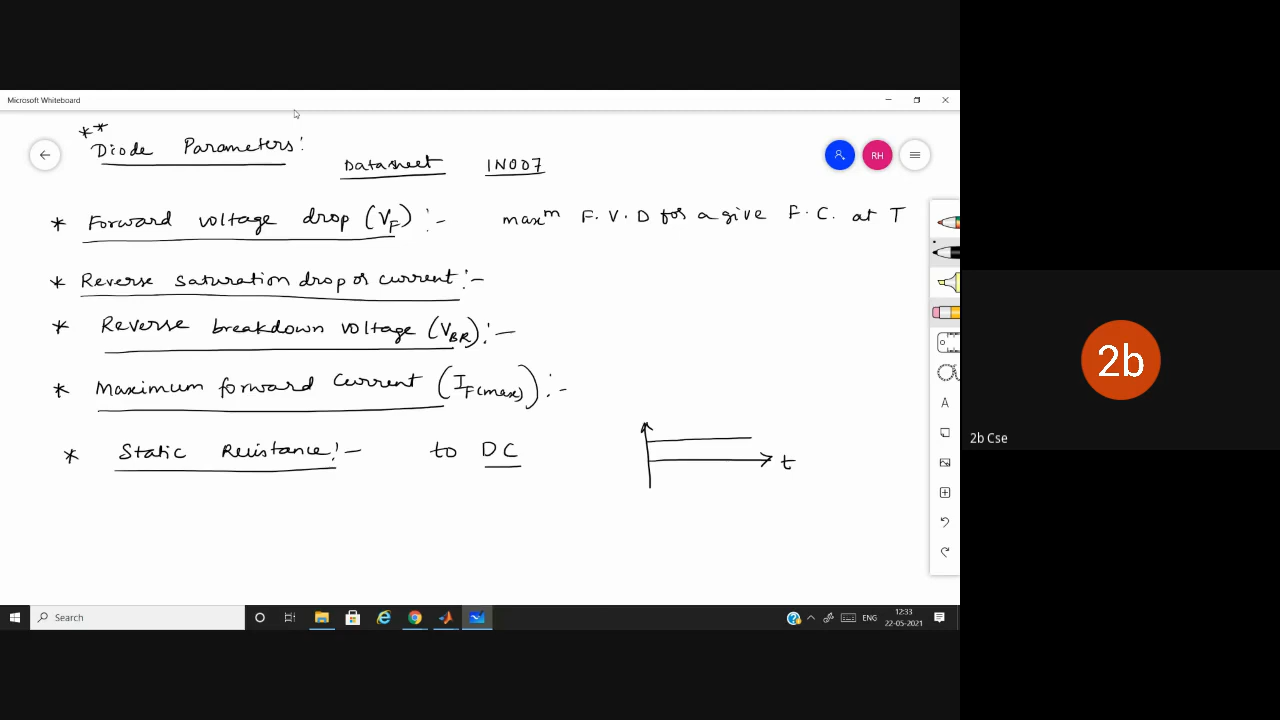 Microsoft Whiteboard
** Diode Parameters:
Datasheet 1N007
RH
* Forward voltage drop (VF) :- maxm F.V.D for a give F.C. at T
* Reverse saturation drop or current :-
* Reverse breakdown voltage (VBR) :-
* Maximum forward current (IF(max)) :-
* Static Resistance :- to DC
t
A
2b
2b Cse
Search
ENG
12:33
22-05-2021